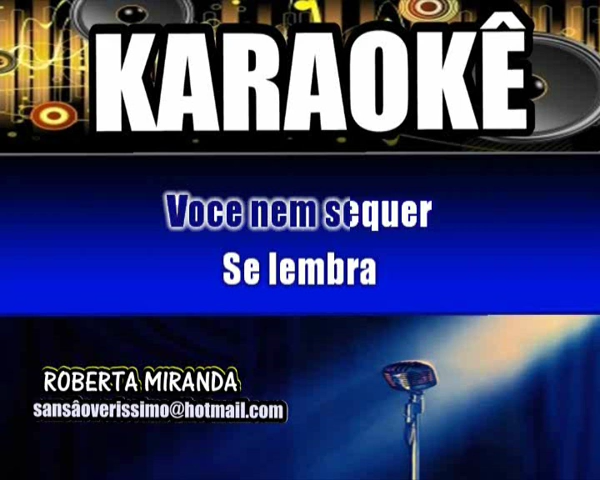 KARAOKÊ
Voce nem sequer
Se lembra
ROBERTA MIRANDA
sansâoverissimo@hotmail.com